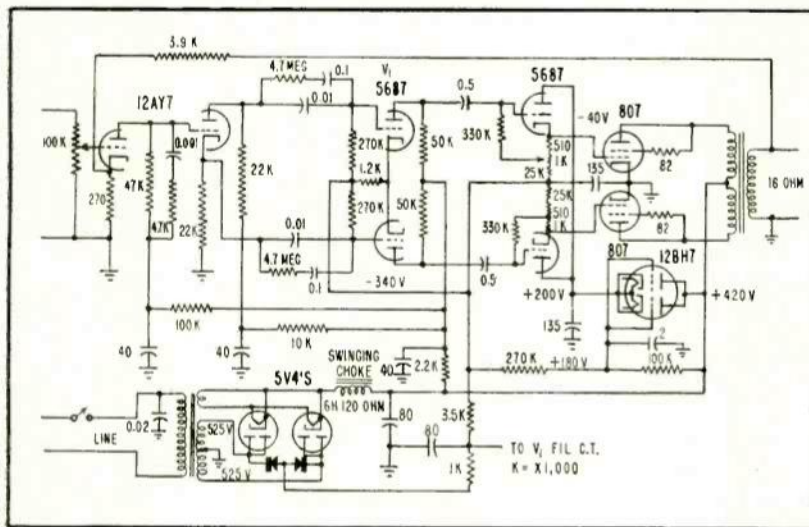 3.9 K
12AY7
4.7 MEG
0.1
0.01
V1
5687
0.5
5687
-40V
807
100K
0.001
270
47K
47K
22K
22K
270K
1.2K
270K
50K
50K
330K
510
1K
25K
135
25K
510
1K
330K
82
82
16 OHM
0.01
4.7 MEG
0.1
-340V
0.5
807
12BH7
+200V
+420V
135
100K
10K
40
40
40
2.2K
270K
+180V
2
100K
SWINGING
CHOKE
6H 120 OHM
5V4'S
LINE
0.02
525V
525 V
80
80
3.5K
1K
TO V1 FIL C.T.
K = X1,000